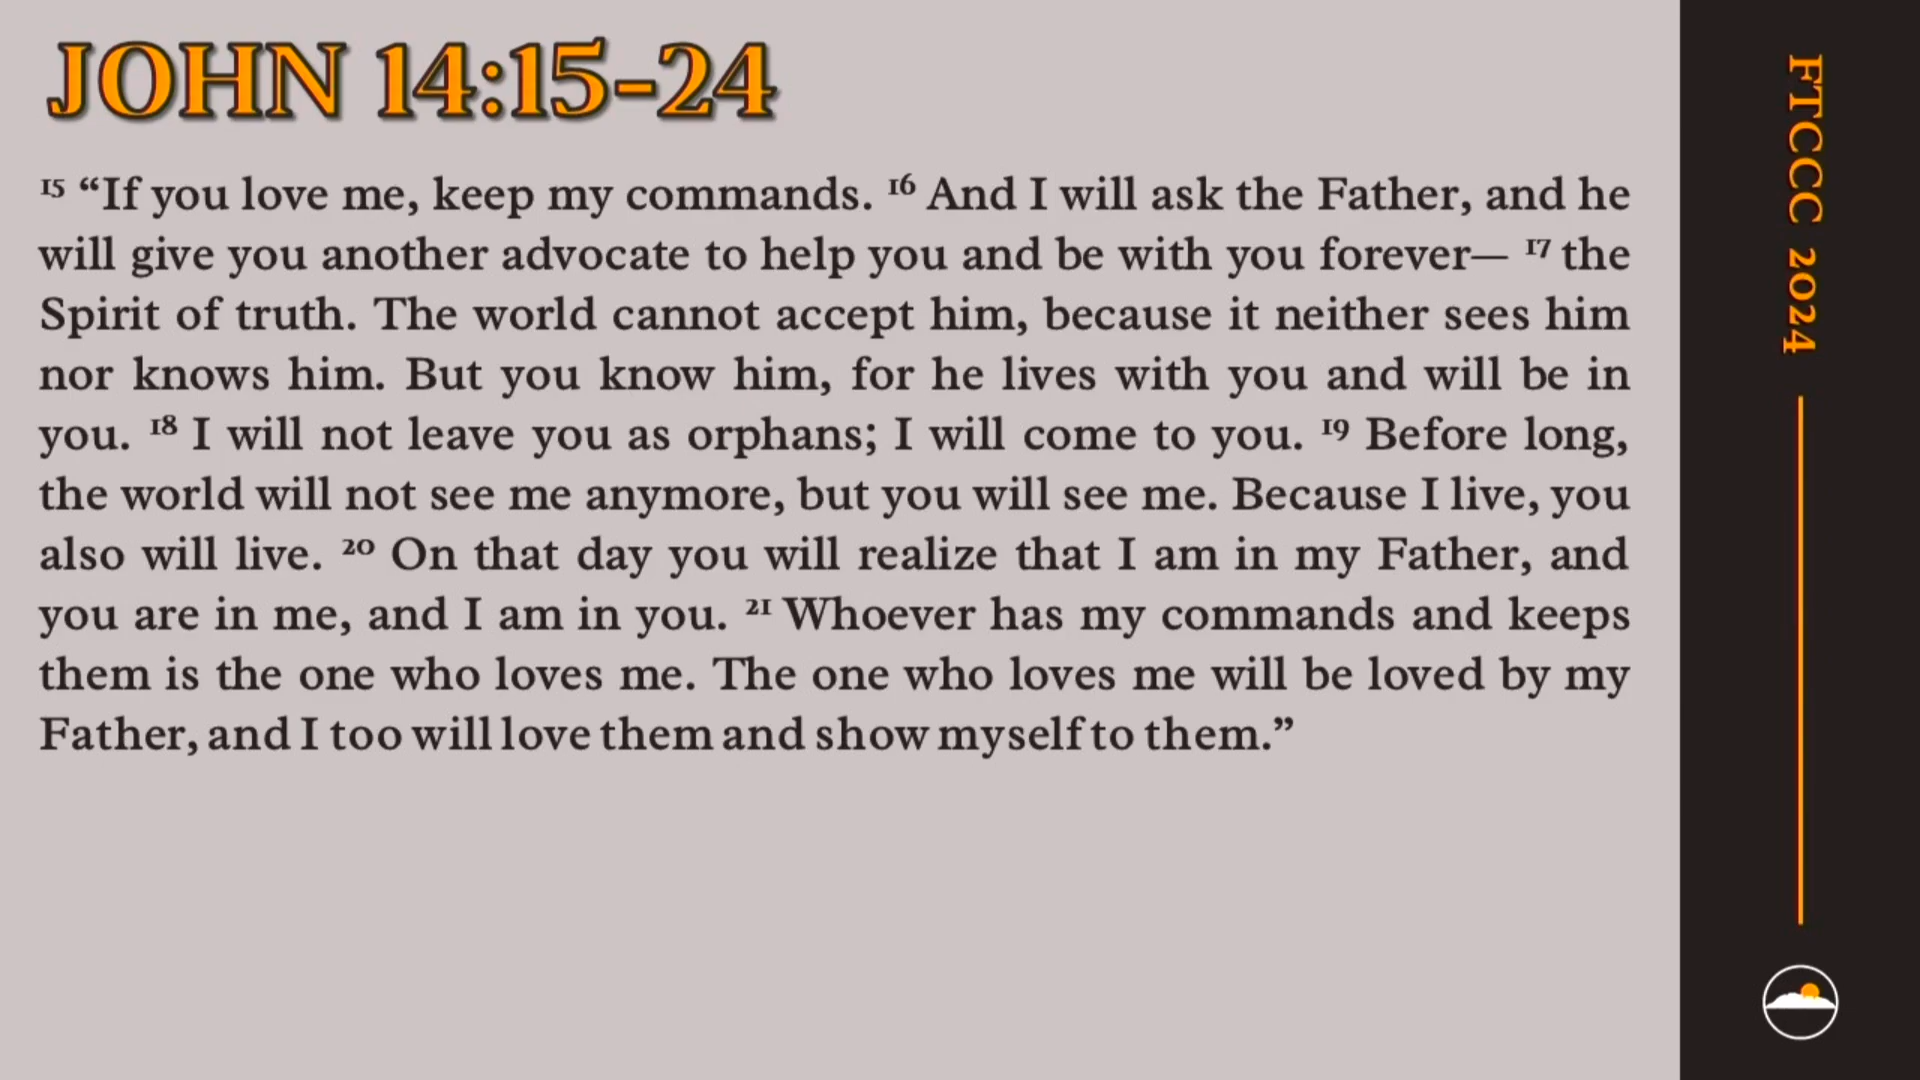 JOHN 14:15-24
¹⁵ “If you love me, keep my commands. ¹⁶ And I will ask the Father, and he
will give you another advocate to help you and be with you forever— ¹⁷ the
Spirit of truth. The world cannot accept him, because it neither sees him
nor knows him. But you know him, for he lives with you and will be in
you. ¹⁸ I will not leave you as orphans; I will come to you. ¹⁹ Before long,
the world will not see me anymore, but you will see me. Because I live, you
also will live. ²⁰ On that day you will realize that I am in my Father, and
you are in me, and I am in you. ²¹ Whoever has my commands and keeps
them is the one who loves me. The one who loves me will be loved by my
Father, and I too will love them and show myself to them.”
FTCCC 2024